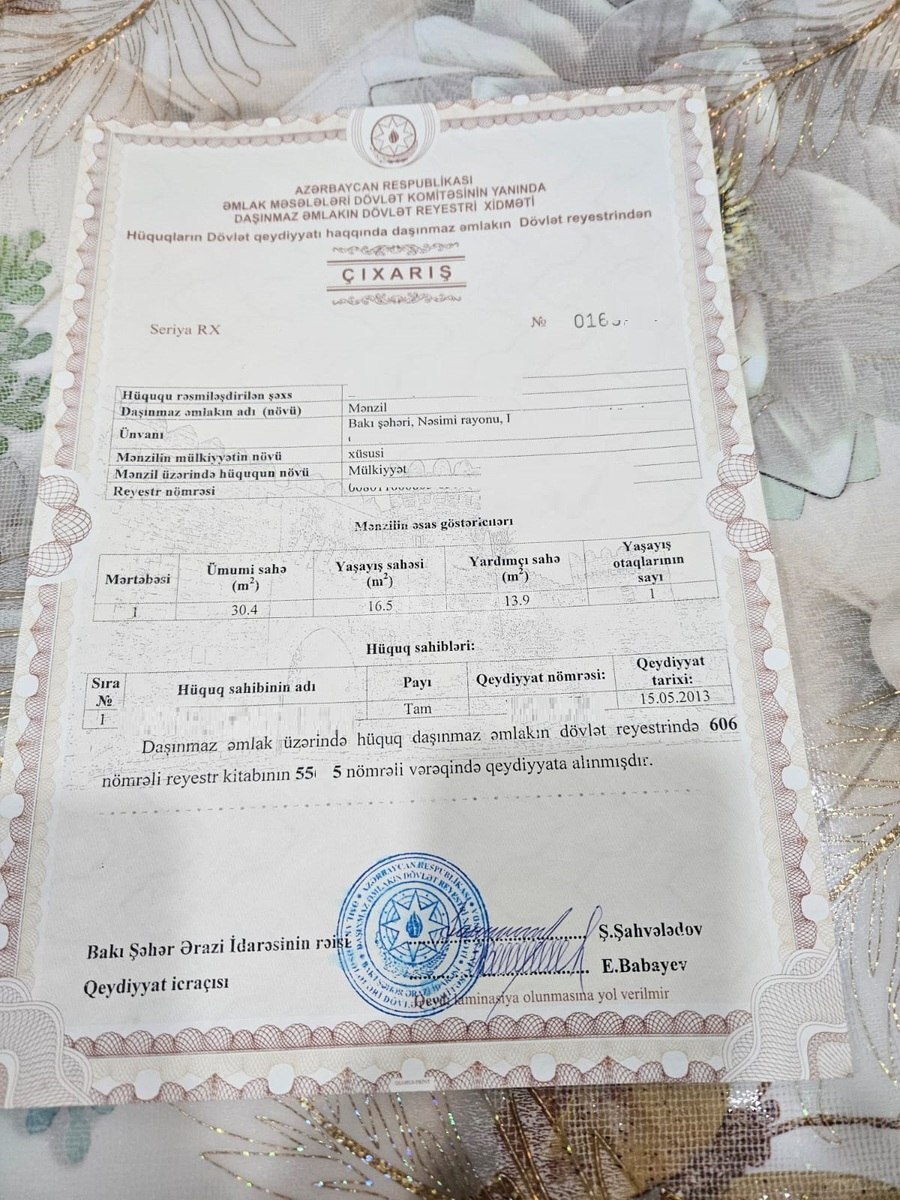 AZƏRBAYCAN RESPUBLİKASI
ƏMLAK MƏSƏLƏLƏRİ DÖVLƏT KOMİTƏSİNİN YANINDA
DAŞINMAZ ƏMLAKIN DÖVLƏT REYESTRİ XİDMƏTİ
Hüquqların Dövlət qeydiyyatı haqqında daşınmaz əmlakın Dövlət reyestrindən
ÇIXARIŞ
Seriya RX № 016
Hüququ rəsmiləşdirilən şəxs
Daşınmaz əmlakın adı (növü) Mənzil
Ünvanı Bakı şəhəri, Nəsimi rayonu,
Mənzilin mülkiyyətin növü xüsusi
Mənzil üzərində hüququn növü Mülkiyyət
Reyestr nömrəsi
Mənzilin əsas göstəriciləri
Mərtəbəsi Ümumi sahə (m²) Yaşayış sahəsi (m²) Yardımçı sahə (m²) Yaşayış otaqlarının sayı
1 30.4 16.5 13.9 1
Hüquq sahibləri:
Sıra № Hüquq sahibinin adı Payı Qeydiyyat nömrəsi: Qeydiyyat tarixi:
1 Tam 15.05.2013
Daşınmaz əmlak üzərində hüquq daşınmaz əmlakın dövlət reyestrində 606
nömrəli reyestr kitabının 55 5 nömrəli vərəqində qeydiyyata alınmışdır.
Bakı Şəhər Ərazi İdarəsinin rəisi Ş.Şahvələdov
Qeydiyyat icraçısı E.Babayev
Qeyd: laminasiya olunmasına yol verilmir